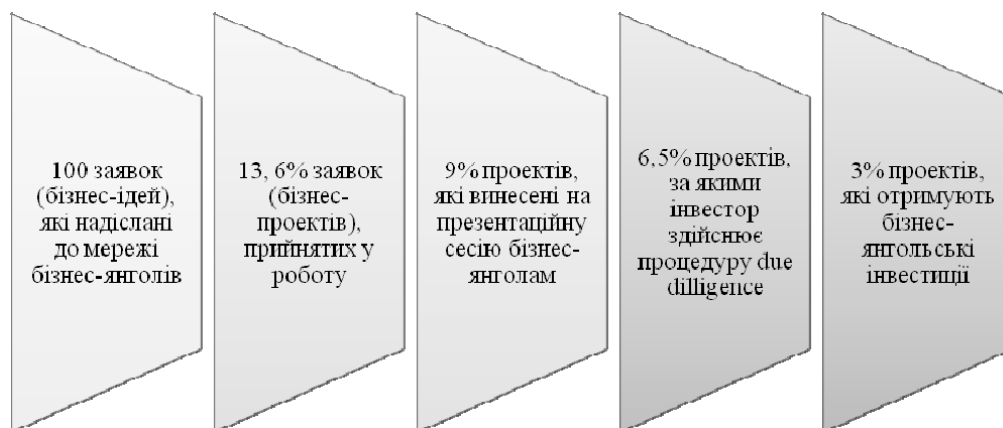 100 заявок
(бізнес-ідей),
які надіслані
до мережі
бізнес-янголів
13, 6% заявок
(бізнес-
проектів),
прийнятих у
роботу
9% проектів,
які винесені на
презентаційну
сесію бізнес-
янголам
6,5% проектів,
за якими
інвестор
здійснює
процедуру due
dilligence
3% проектів,
які отримують
бізнес-
янгольські
інвестиції